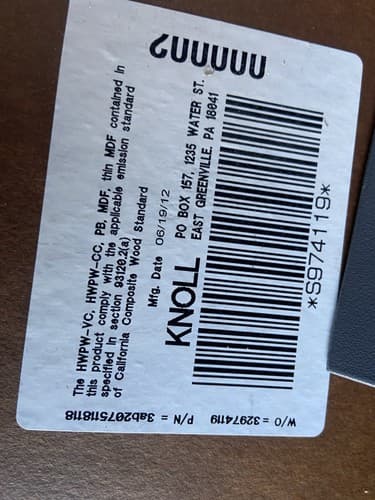 The HWPW-VC, HWPW-CC, PB, MDF, thin MDF contained in
this product comply with the applicable emission standard
specified in section 93120.2(a)
of California Composite Wood Standard
Mfg. Date 06/19/12
KNOLL
PO BOX 157, 1235 WATER ST.
EAST GREENVILLE, PA 18041
*S974119*
P/N = 3ab2075118118
W/O = 32974119